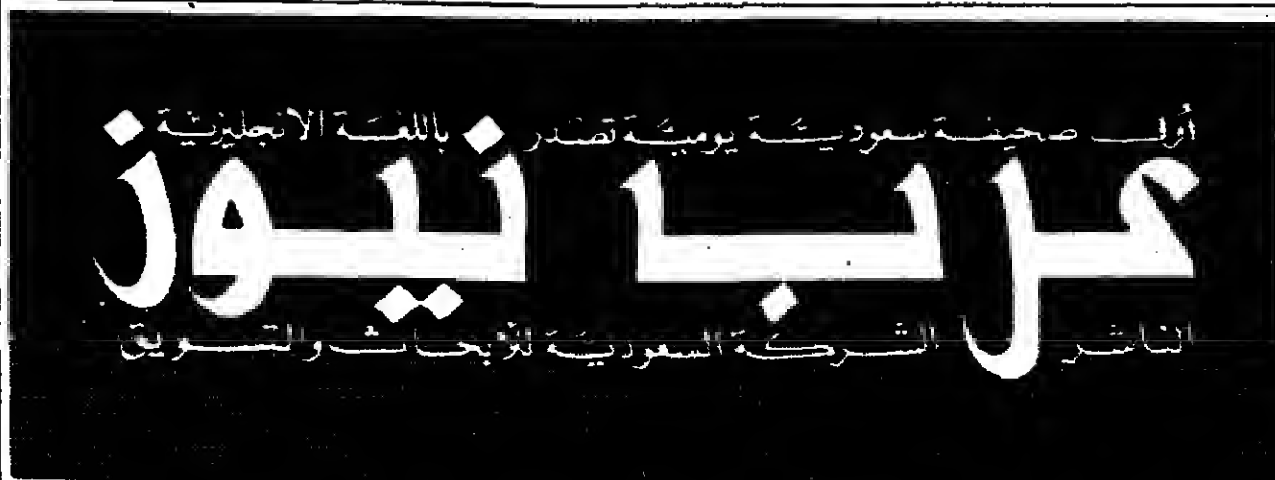 أول صحيفة سعودية يومية تصدر باللغة الانجليزية
عرب نيوز
الناشر الشركة السعودية للأبحاث والتسويق